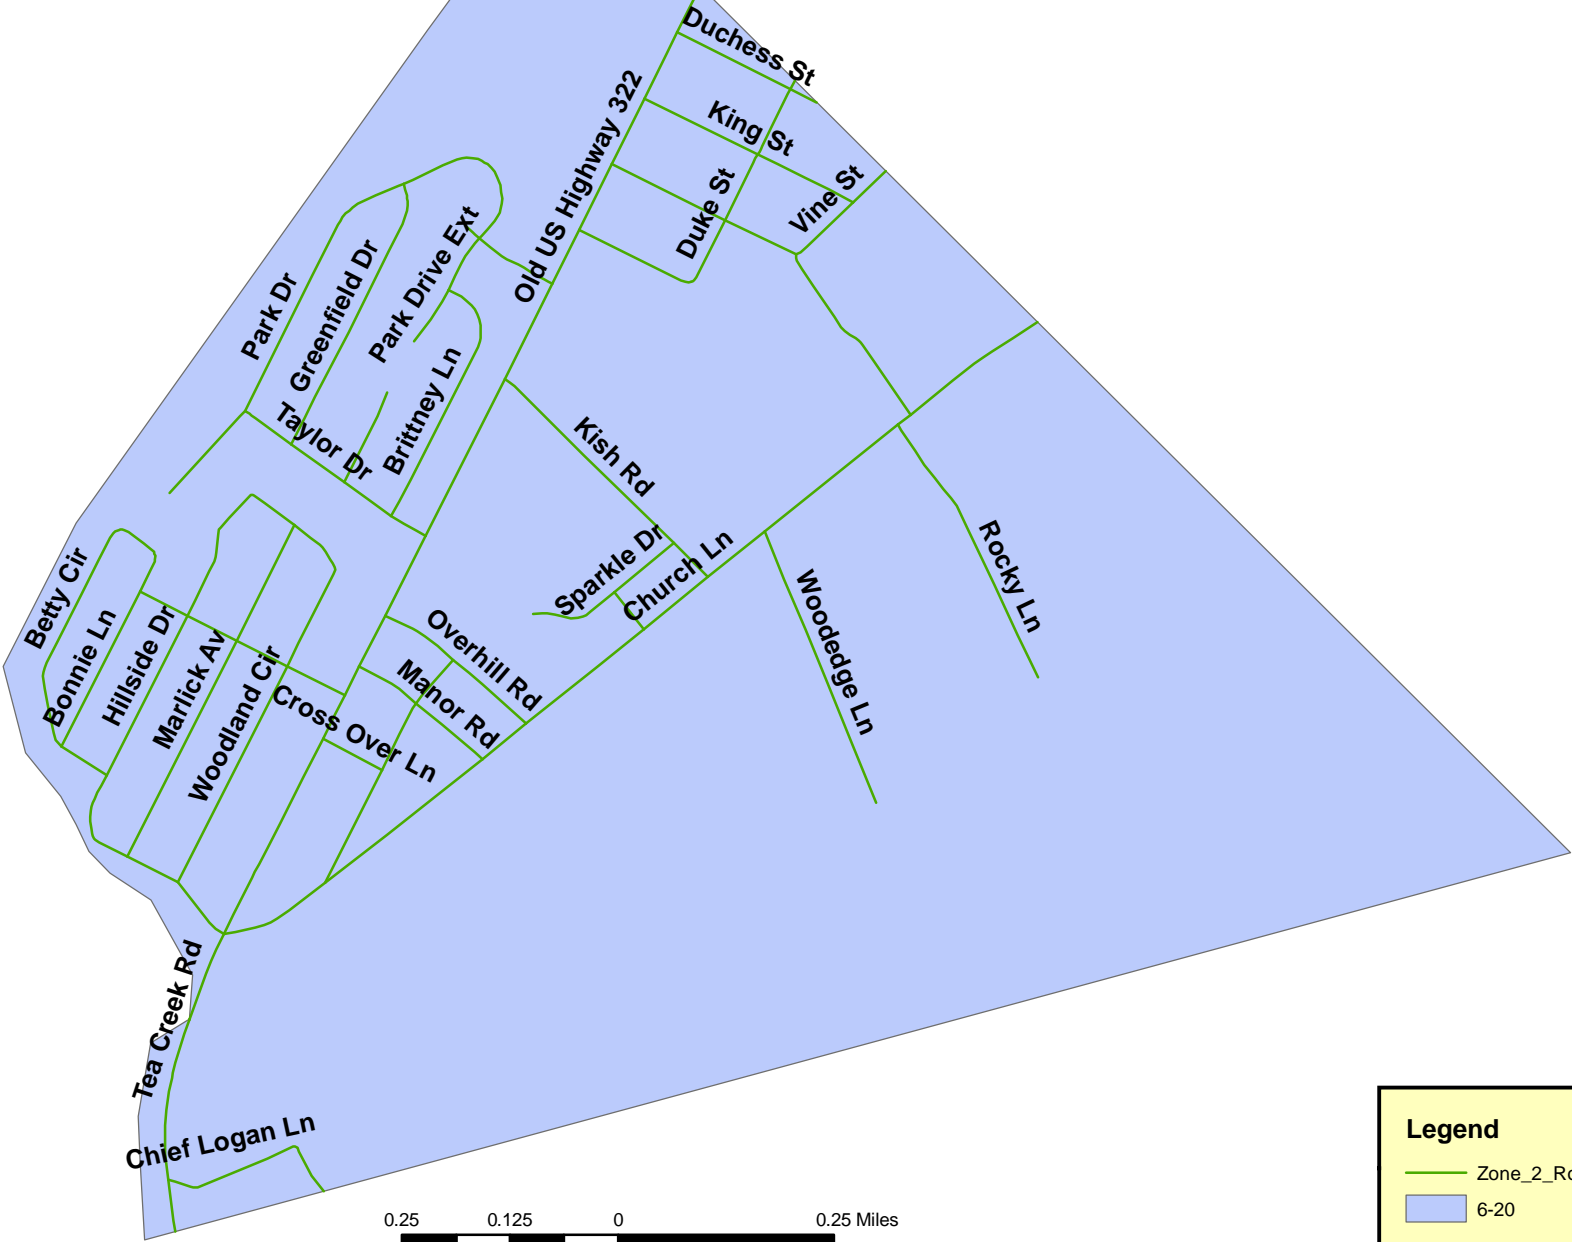 Duchess St
King St
Vine St
Duke St
Old US Highway 322
Park Dr
Greenfield Dr
Park Drive Ext
Brittney Ln
Taylor Dr
Kish Rd
Sparkle Dr
Church Ln
Rocky Ln
Woodedge Ln
Betty Cir
Bonnie Ln
Hillside Dr
Marlick Av
Woodland Cir
Overhill Rd
Manor Rd
Cross Over Ln
Tea Creek Rd
Chief Logan Ln
Legend
Zone_2_Ro
6-20
0.25 0.125 0 0.25 Miles